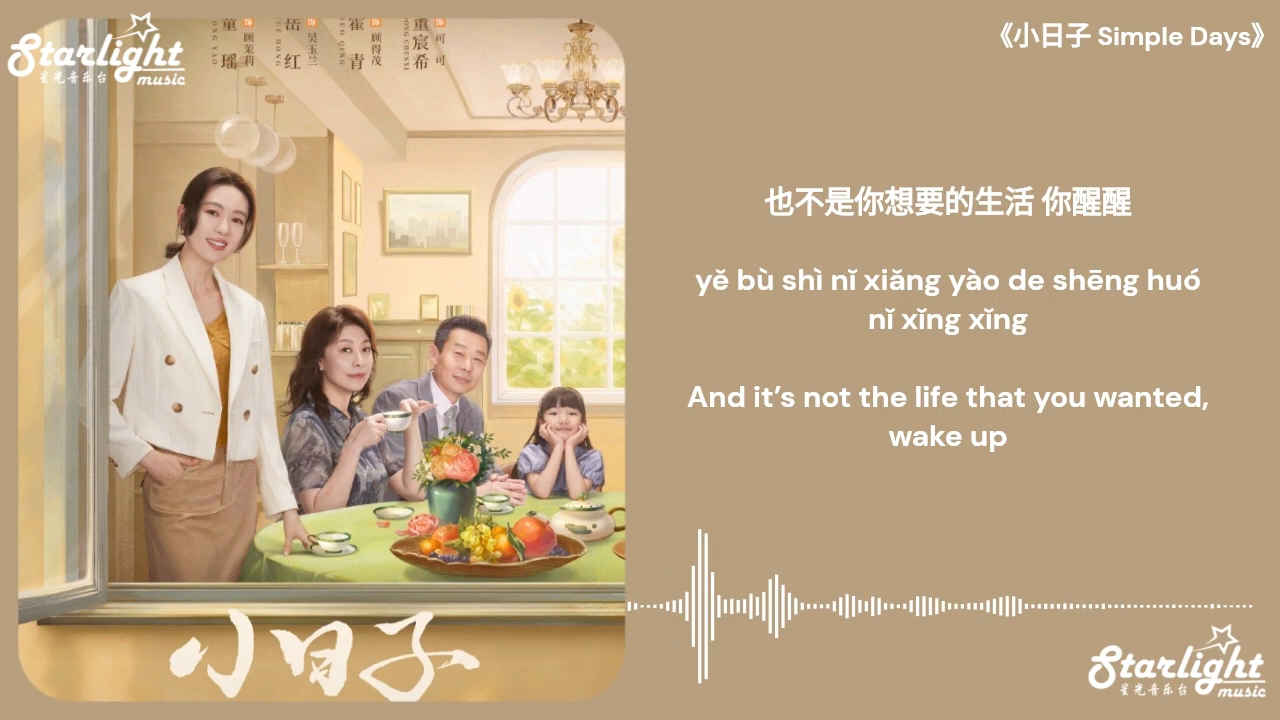 Starlight
星光音乐台 music
童瑶 饰 顾茉莉
岳红 饰 吴玉兰
霍青 饰 顾得茂
董宸希 饰 可可
小日子
《小日子 Simple Days》
也不是你想要的生活 你醒醒
yě bù shì nǐ xiǎng yào de shēng huó
nǐ xǐng xǐng
And it’s not the life that you wanted,
wake up
Starlight
星光音乐台 music